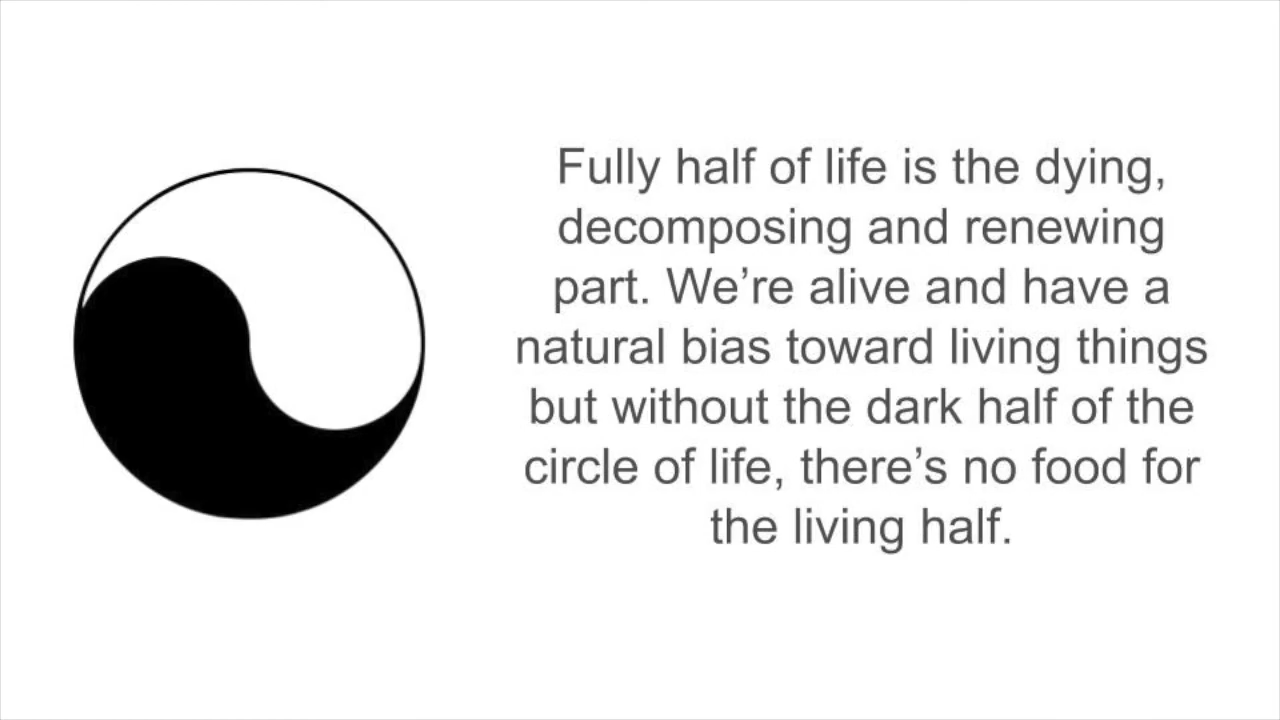 Fully half of life is the dying,
decomposing and renewing
part. We’re alive and have a
natural bias toward living things
but without the dark half of the
circle of life, there’s no food for
the living half.